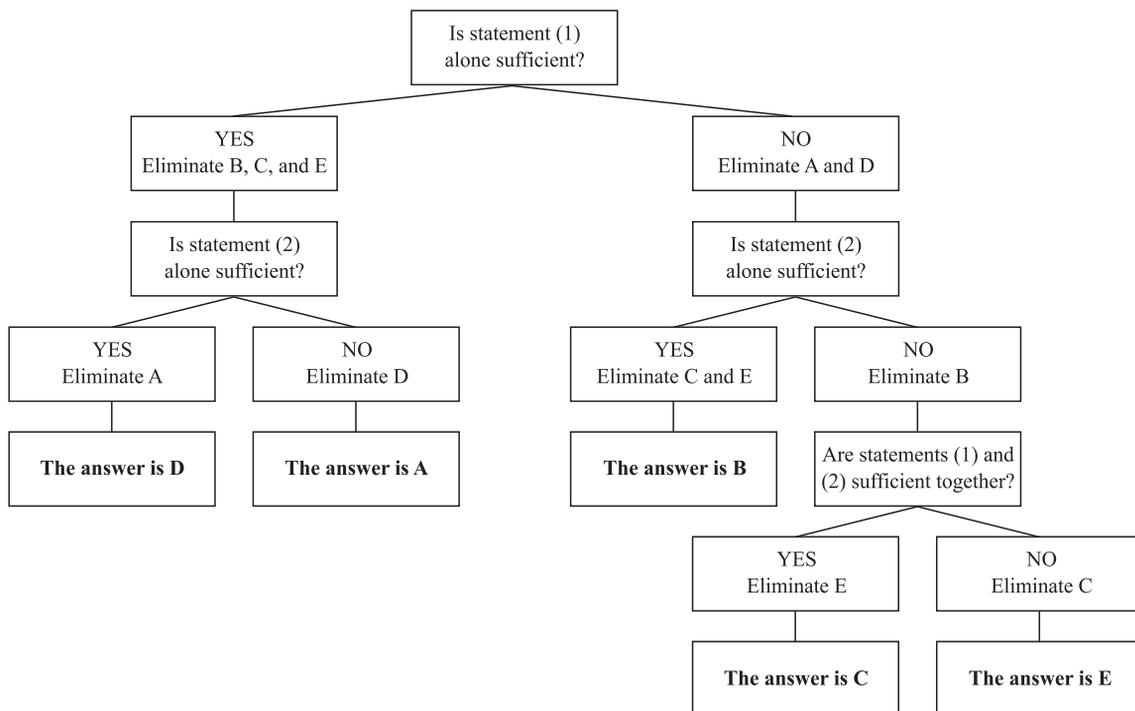 Is statement (1)
alone sufficient?
YES
Eliminate B, C, and E
NO
Eliminate A and D
Is statement (2)
alone sufficient?
Is statement (2)
alone sufficient?
YES
Eliminate A
NO
Eliminate D
YES
Eliminate C and E
NO
Eliminate B
The answer is D
The answer is A
The answer is B
Are statements (1) and
(2) sufficient together?
YES
Eliminate E
NO
Eliminate C
The answer is C
The answer is E